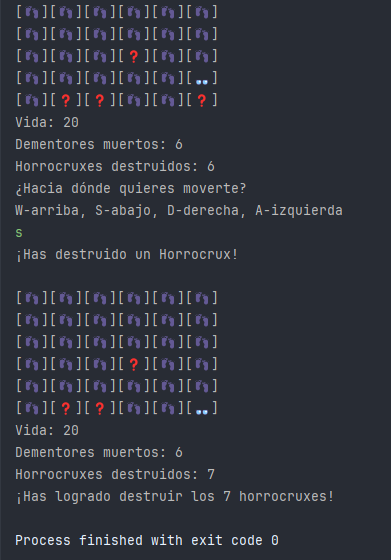 [👣][👣][👣][👣][👣][👣]
[👣][👣][👣][👣][👣][👣]
[👣][👣][👣][❓][👣][👣]
[👣][👣][👣][👣][👣][👓]
[👣][❓][❓][👣][👣][❓]
Vida: 20
Dementores muertos: 6
Horrocruxes destruidos: 6
¿Hacia dónde quieres moverte?
W-arriba, S-abajo, D-derecha, A-izquierda
s
¡Has destruido un Horrocrux!
[👣][👣][👣][👣][👣][👣]
[👣][👣][👣][👣][👣][👣]
[👣][👣][👣][👣][👣][👣]
[👣][👣][👣][❓][👣][👣]
[👣][👣][👣][👣][👣][👣]
[👣][❓][❓][👣][👣][👓]
Vida: 20
Dementores muertos: 6
Horrocruxes destruidos: 7
¡Has logrado destruir los 7 horrocruxes!
Process finished with exit code 0